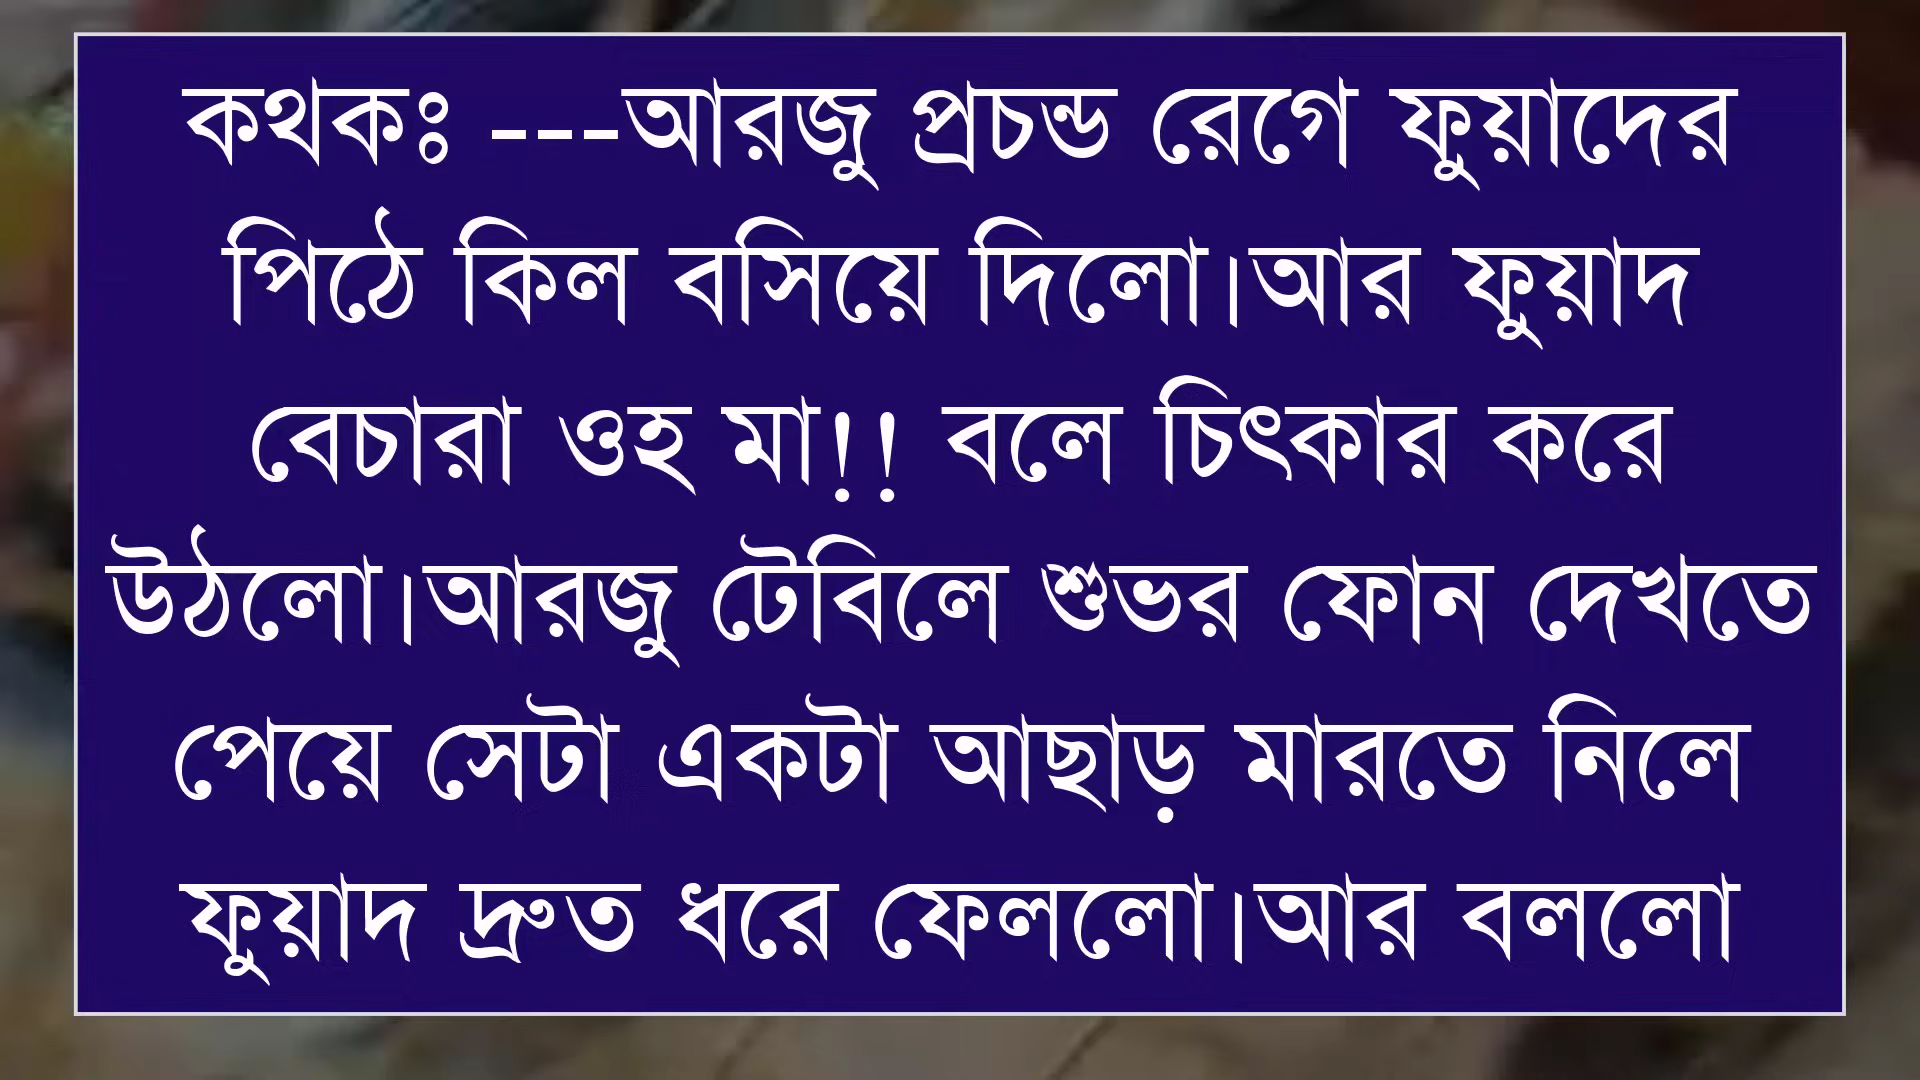 কথকঃ ---আরজু প্রচন্ড রেগে ফুয়াদের
পিঠে কিল বসিয়ে দিলো।আর ফুয়াদ
বেচারা ওহ মা!! বলে চিৎকার করে
উঠলো।আরজু টেবিলে শুভর ফোন দেখতে
পেয়ে সেটা একটা আছাড় মারতে নিলে
ফুয়াদ দ্রুত ধরে ফেললো।আর বললো